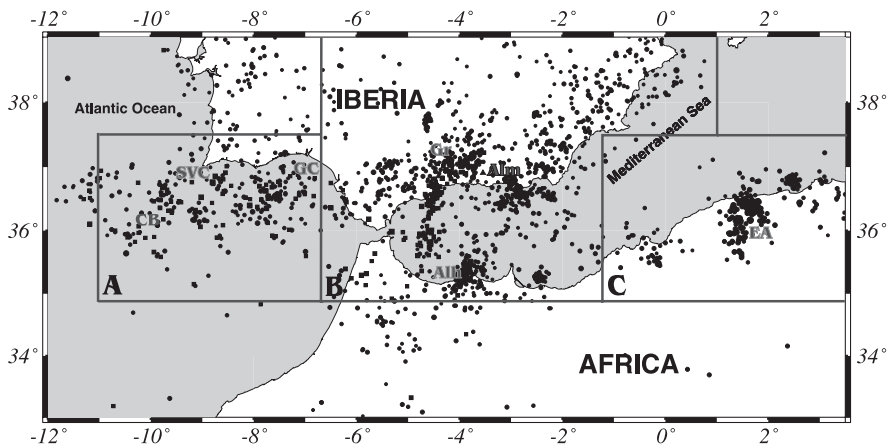 -12 -10 -8 -6 -4 -2 0 2
38° 38°
36° 36°
34° 34°
Atlantic Ocean
IBERIA
Mediterranean Sea
SVC GC Gr Alm
CB
EA
Alh
A B C
AFRICA
-12 -10 -8 -6 -4 -2 0 2